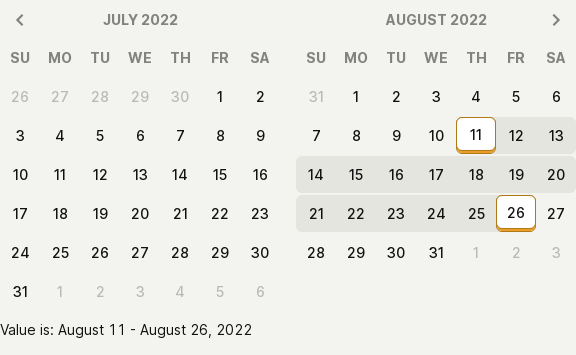 JULY 2022
SU MO TU WE TH FR SA
26 27 28 29 30 1 2
3 4 5 6 7 8 9
10 11 12 13 14 15 16
17 18 19 20 21 22 23
24 25 26 27 28 29 30
31 1 2 3 4 5 6
AUGUST 2022
SU MO TU WE TH FR SA
31 1 2 3 4 5 6
7 8 9 10 11 12 13
14 15 16 17 18 19 20
21 22 23 24 25 26 27
28 29 30 31 1 2 3
Value is: August 11 - August 26, 2022